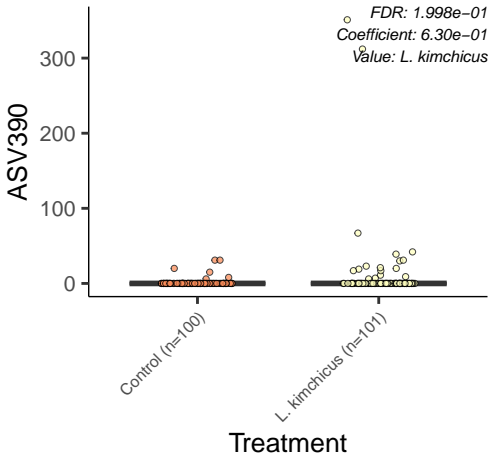 FDR: 1.998e−01
Coefficient: 6.30e−01
Value: L. kimchicus
300
200
100
0
ASV390
Control (n=100)
L. kimchicus (n=101)
Treatment